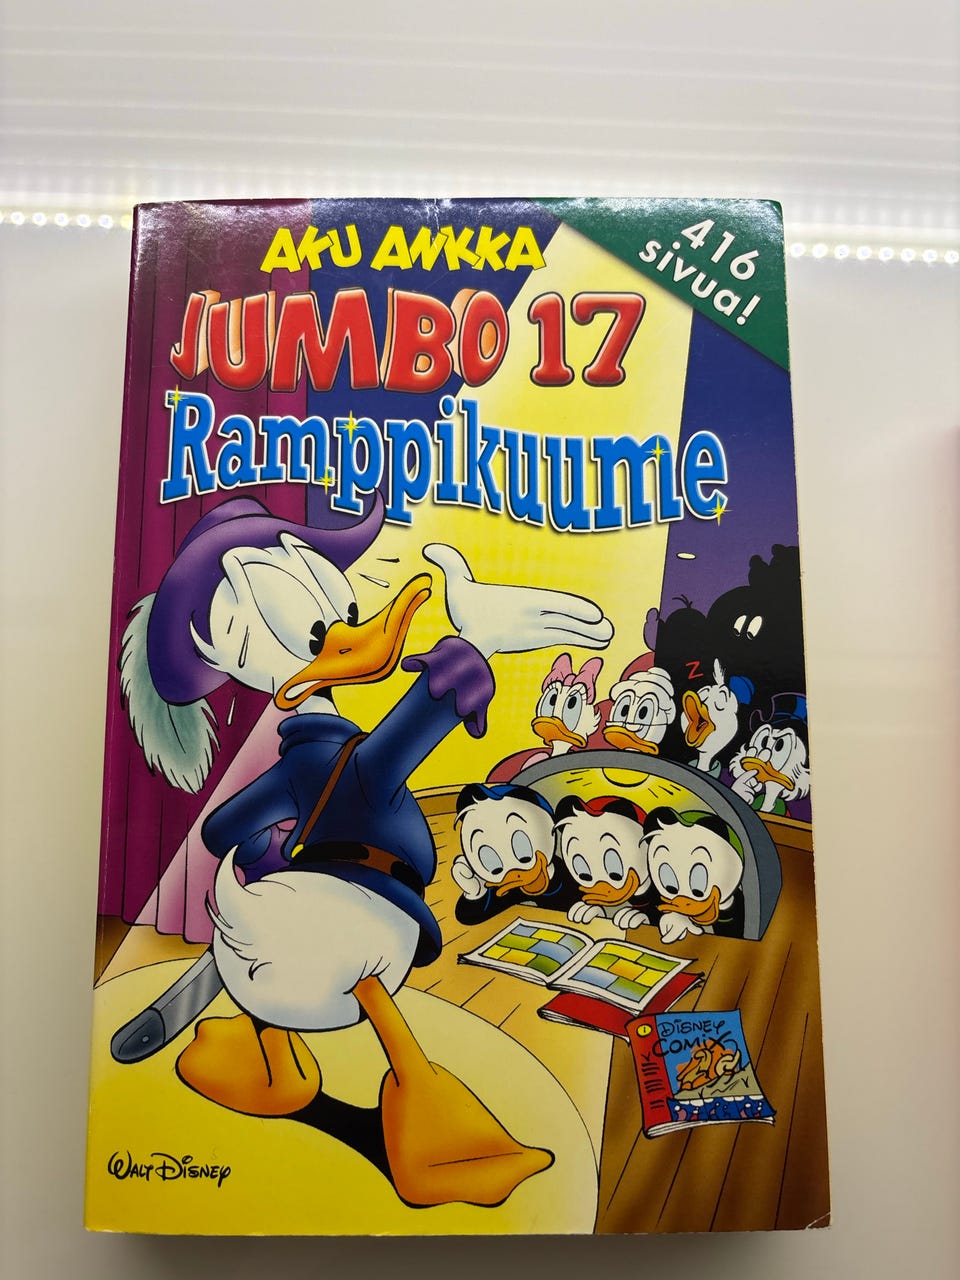 AKU ANKKA
JUMBO 17
Ramppikuume
416
sivua!
Z
DISNEY
COMIX
WALT DISNEY